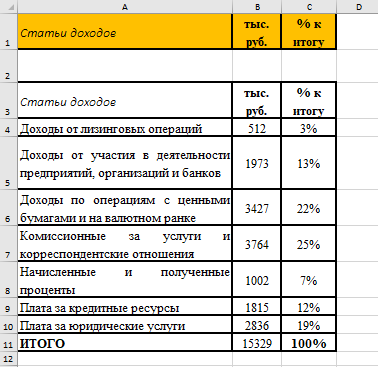 A B C D
1 Статьи доходов тыс. руб. % к итогу
2
3 Статьи доходов тыс. руб. % к итогу
4 Доходы от лизинговых операций 512 3%
5 Доходы от участия в деятельности предприятий, организаций и банков 1973 13%
6 Доходы по операциям с ценными бумагами и на валютном ранке 3427 22%
7 Комиссионные за услуги и корреспондентские отношения 3764 25%
8 Начисленные и полученные проценты 1002 7%
9 Плата за кредитные ресурсы 1815 12%
10 Плата за юридические услуги 2836 19%
11 ИТОГО 15329 100%
12